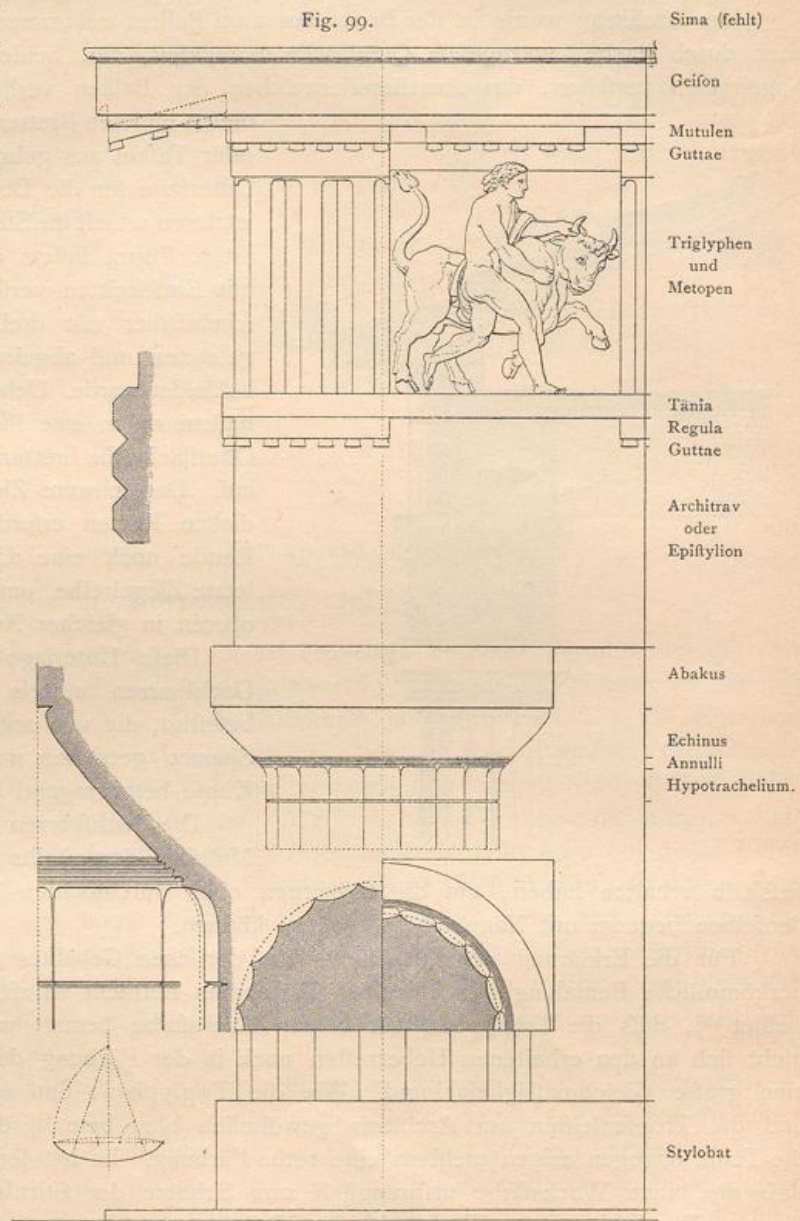 Fig. 99.
Sima (fehlt)
Geiſon
Mutulen
Guttae
Triglyphen
und
Metopen
Tänia
Regula
Guttae
Architrav
oder
Epiſtylion
Abakus
Echinus
Annulli
Hypotrachelium.
Stylobat